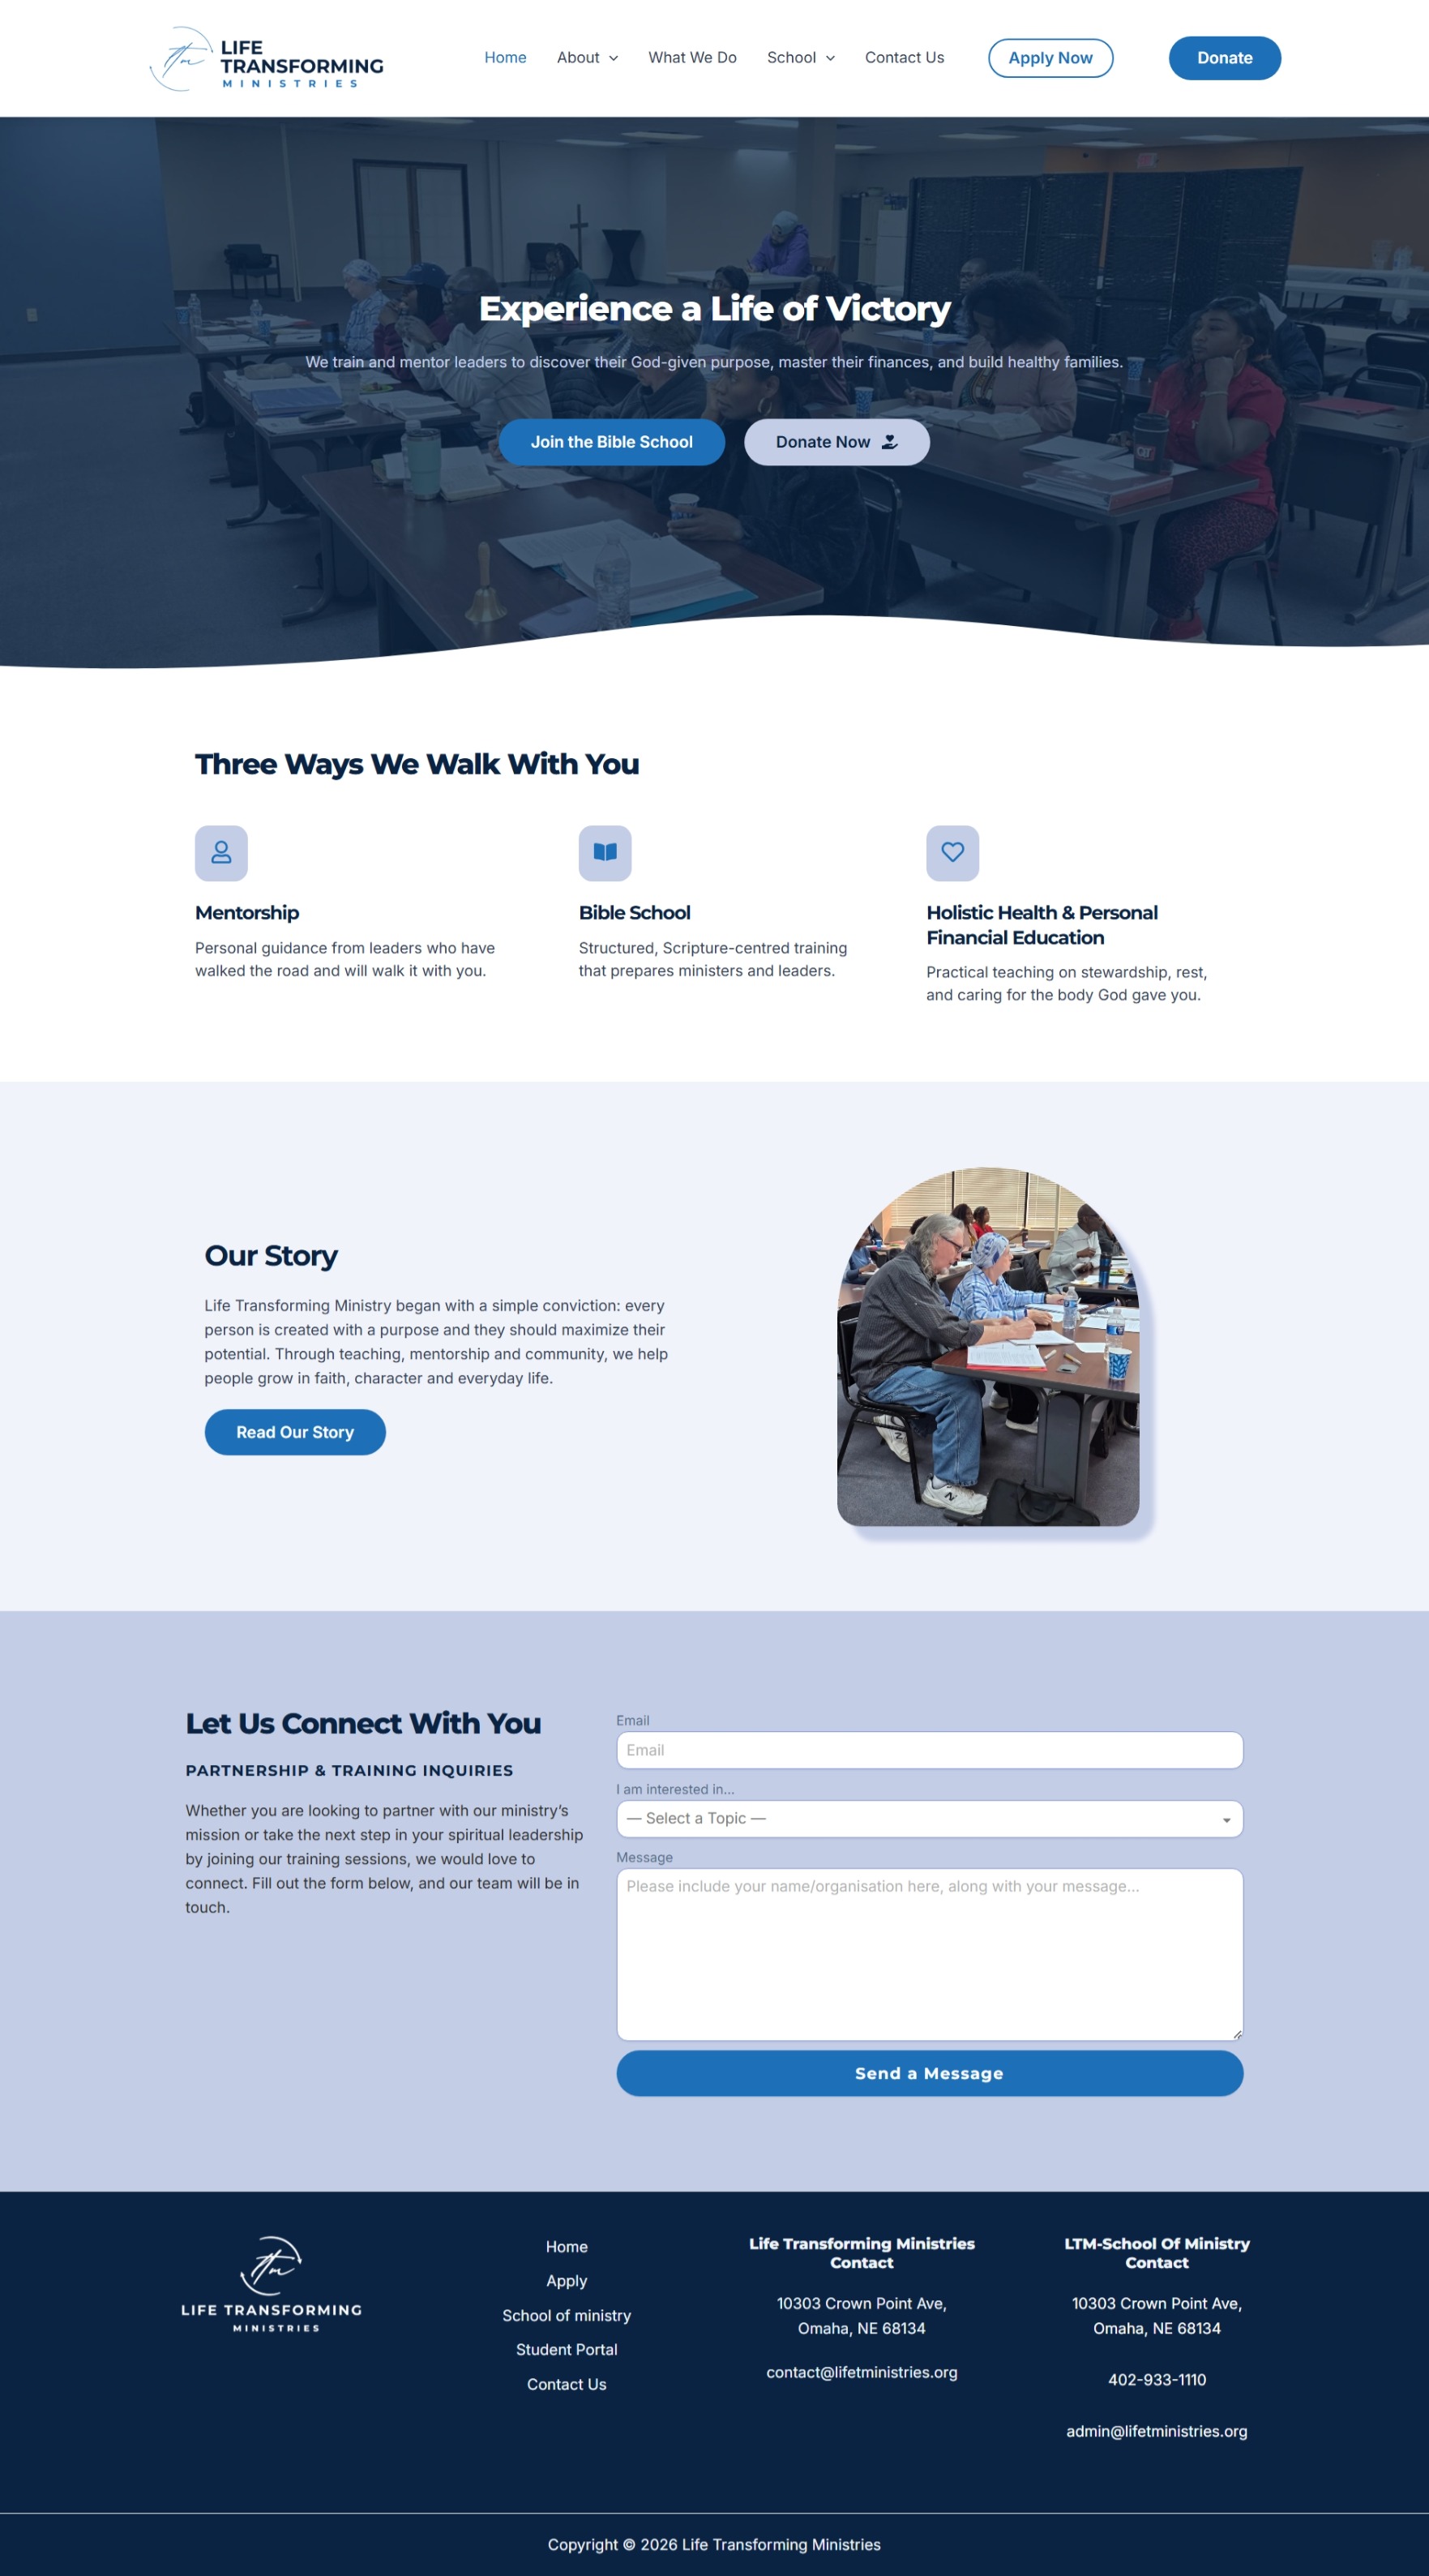 LIFE
TRANSFORMING
MINISTRIES
Home
About
What We Do
School
Contact Us
Apply Now
Donate
Experience a Life of Victory
We train and mentor leaders to discover their God-given purpose, master their finances, and build healthy families.
Join the Bible School
Donate Now
Three Ways We Walk With You
Mentorship
Personal guidance from leaders who have
walked the road and will walk it with you.
Bible School
Structured, Scripture-centred training
that prepares ministers and leaders.
Holistic Health & Personal
Financial Education
Practical teaching on stewardship, rest,
and caring for the body God gave you.
Our Story
Life Transforming Ministry began with a simple conviction: every
person is created with a purpose and they should maximize their
potential. Through teaching, mentorship and community, we help
people grow in faith, character and everyday life.
Read Our Story
Let Us Connect With You
PARTNERSHIP & TRAINING INQUIRIES
Whether you are looking to partner with our ministry’s
mission or take the next step in your spiritual leadership
by joining our training sessions, we would love to
connect. Fill out the form below, and our team will be in
touch.
Email
Email
I am interested in...
— Select a Topic —
Message
Please include your name/organisation here, along with your message...
Send a Message
LIFE TRANSFORMING
MINISTRIES
Home
Apply
School of ministry
Student Portal
Contact Us
Life Transforming Ministries
Contact
10303 Crown Point Ave,
Omaha, NE 68134
contact@lifetministries.org
LTM-School Of Ministry
Contact
10303 Crown Point Ave,
Omaha, NE 68134
402-933-1110
admin@lifetministries.org
Copyright © 2026 Life Transforming Ministries